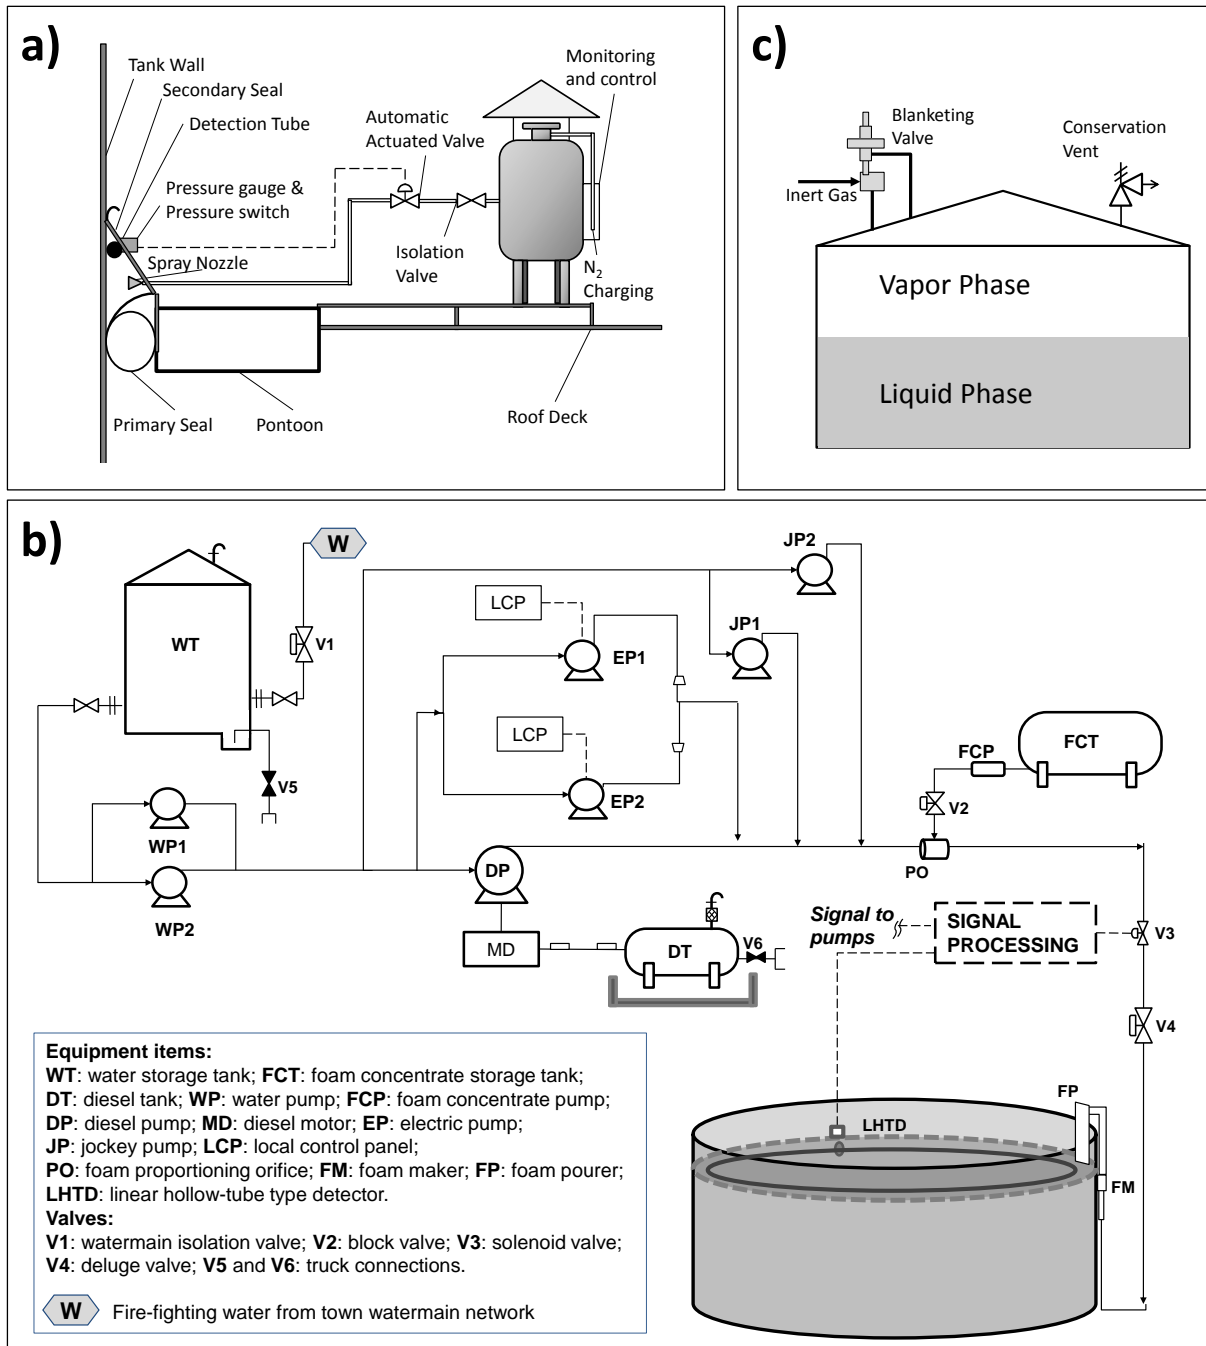 a)
Tank Wall
Secondary Seal
Detection Tube
Pressure gauge &
Pressure switch
Spray Nozzle
Automatic
Actuated Valve
Isolation
Valve
Monitoring
and control
N2
Charging
Primary Seal
Pontoon
Roof Deck
c)
Blanketing
Valve
Inert Gas
Conservation
Vent
Vapor Phase
Liquid Phase
b)
W
WT
V1
V5
WP1
WP2
LCP
EP1
LCP
EP2
JP2
JP1
DP
MD
DT
V6
FCT
FCP
V2
PO
Signal to
pumps
SIGNAL
PROCESSING
V3
V4
FP
LHTD
FM
Equipment items:
WT: water storage tank; FCT: foam concentrate storage tank;
DT: diesel tank; WP: water pump; FCP: foam concentrate pump;
DP: diesel pump; MD: diesel motor; EP: electric pump;
JP: jockey pump; LCP: local control panel;
PO: foam proportioning orifice; FM: foam maker; FP: foam pourer;
LHTD: linear hollow-tube type detector.
Valves:
V1: watermain isolation valve; V2: block valve; V3: solenoid valve;
V4: deluge valve; V5 and V6: truck connections.
W Fire-fighting water from town watermain network